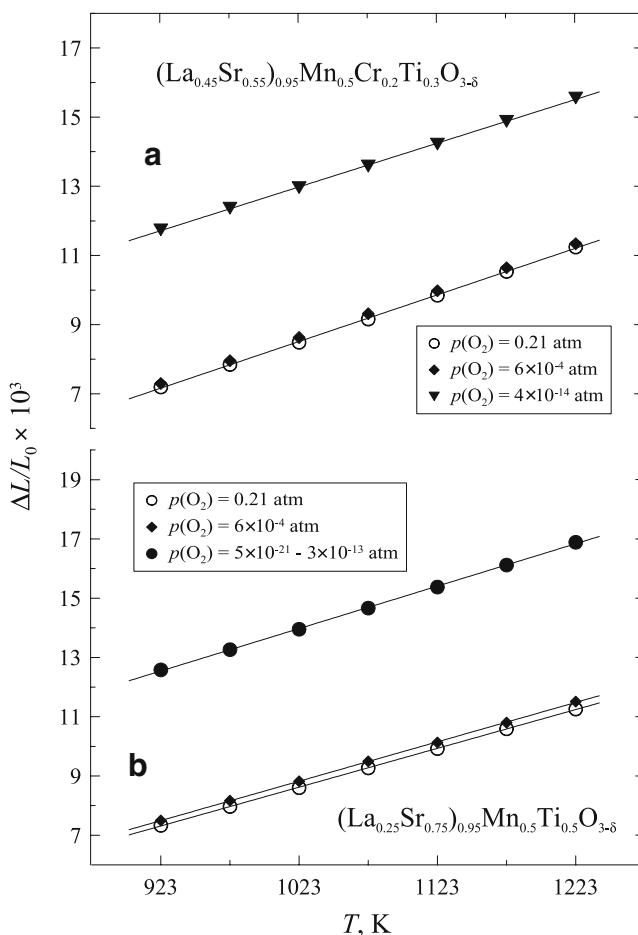 17
(La0.45Sr0.55)0.95Mn0.5Cr0.2Ti0.3O3-δ
15
a
13
11
9
p(O2) = 0.21 atm
p(O2) = 6×10-4 atm
p(O2) = 4×10-14 atm
7
ΔL/L0 × 103
19
p(O2) = 0.21 atm
p(O2) = 6×10-4 atm
p(O2) = 5×10-21 - 3×10-13 atm
17
15
13
11
b
9
(La0.25Sr0.75)0.95Mn0.5Ti0.5O3-δ
7
923 1023 1123 1223
T, K